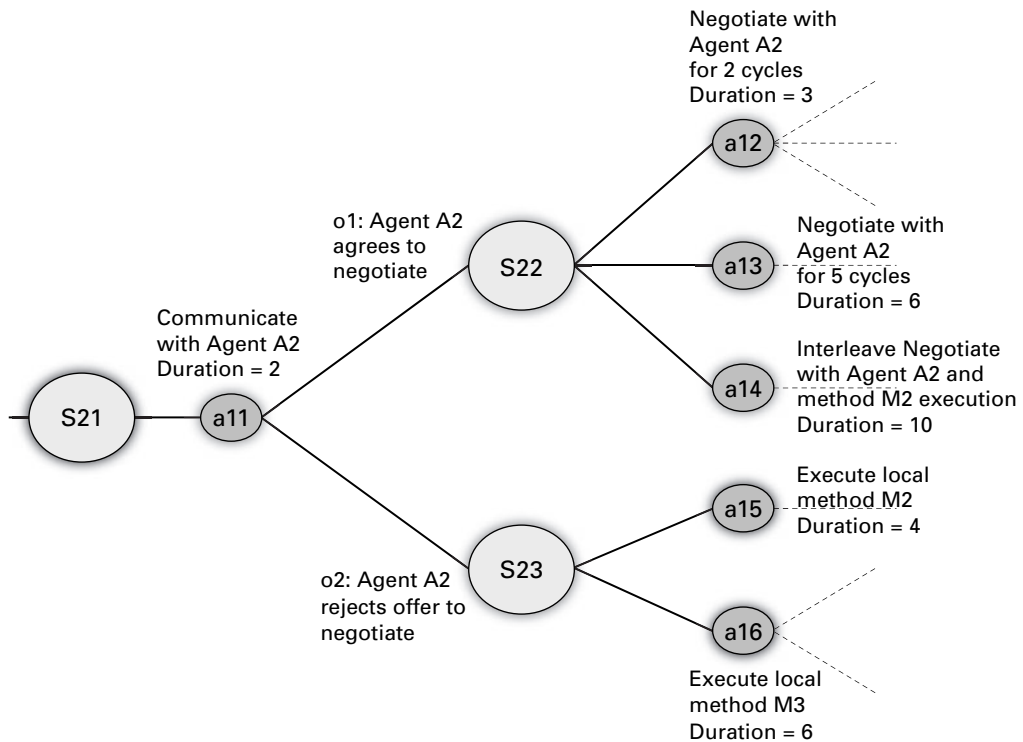 Negotiate with
Agent A2
for 2 cycles
Duration = 3
a12
o1: Agent A2
agrees to
negotiate
S22
Negotiate with
Agent A2
for 5 cycles
Duration = 6
a13
Communicate
with Agent A2
Duration = 2
S21
a11
Interleave Negotiate
with Agent A2 and
method M2 execution
Duration = 10
a14
Execute local
method M2
Duration = 4
a15
o2: Agent A2
rejects offer to
negotiate
S23
a16
Execute local
method M3
Duration = 6